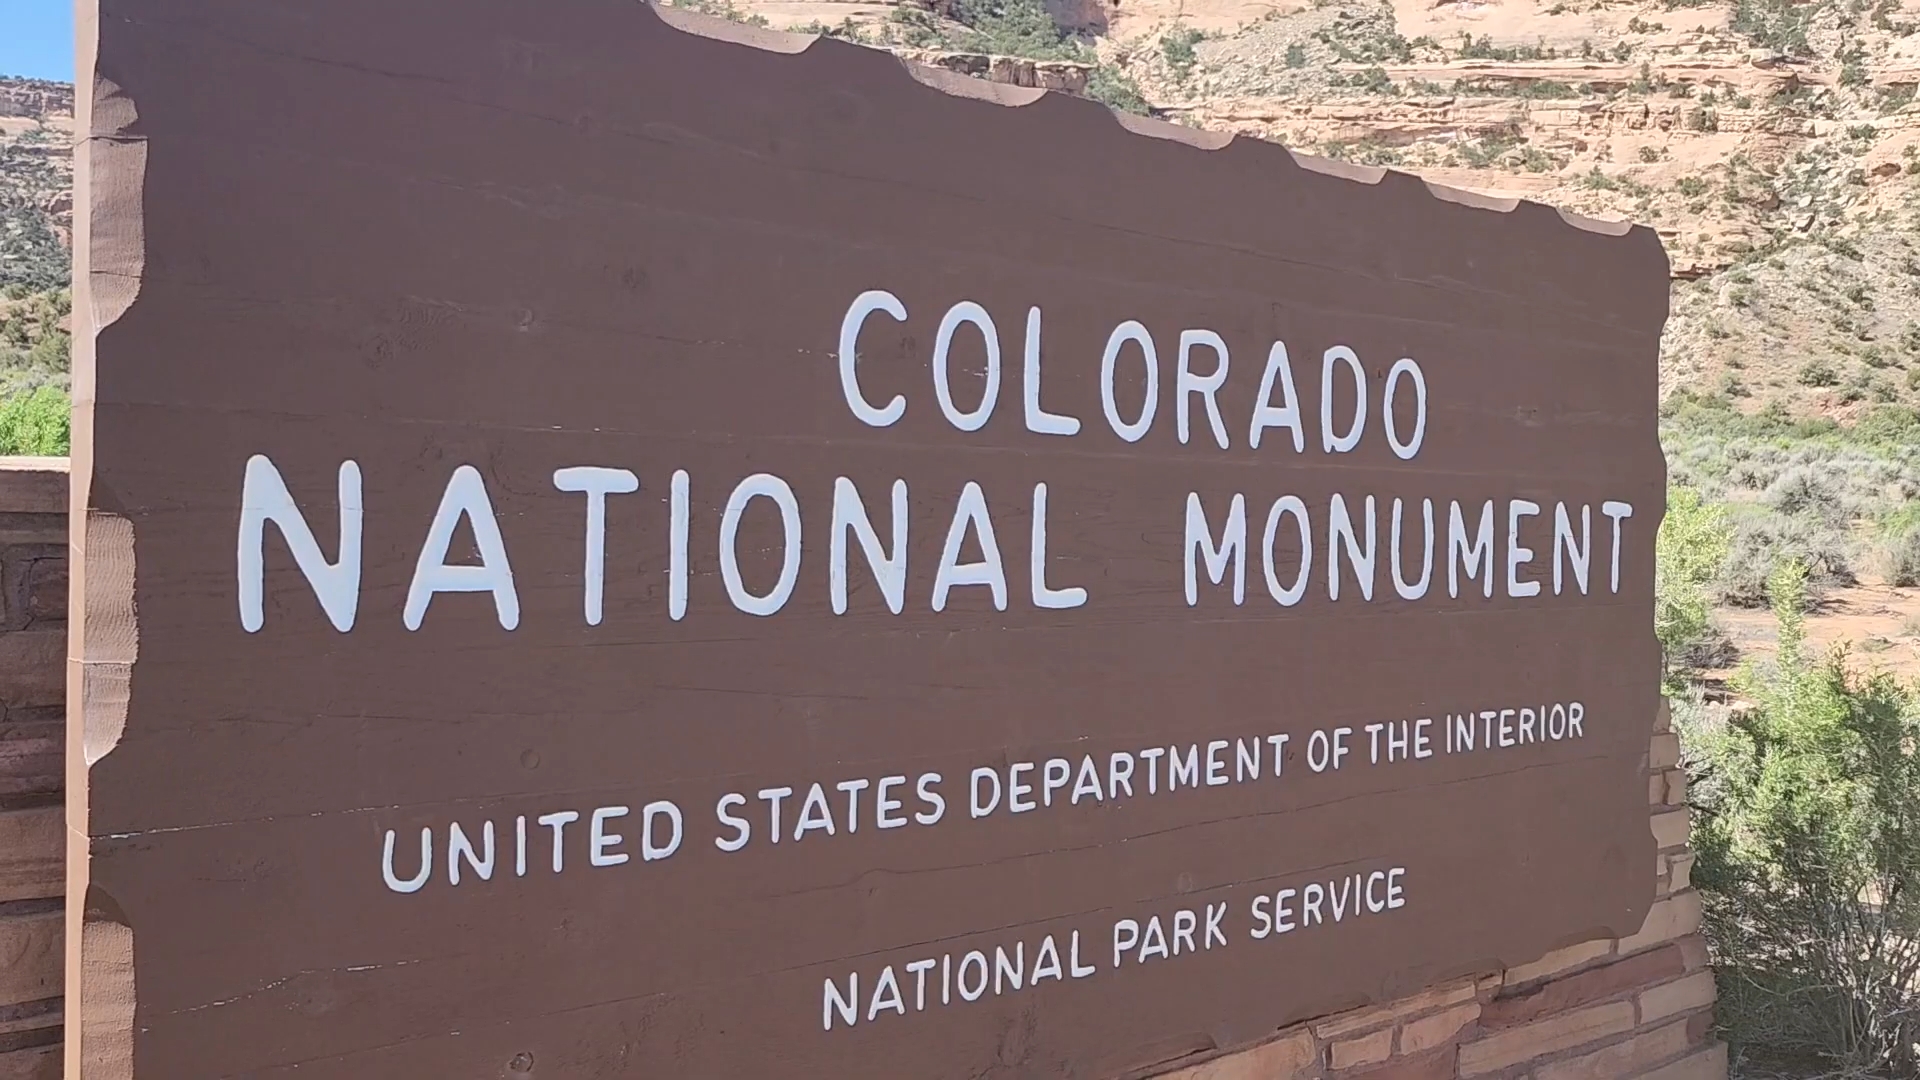 COLORADO
NATIONAL MONUMENT
UNITED STATES DEPARTMENT OF THE INTERIOR
NATIONAL PARK SERVICE